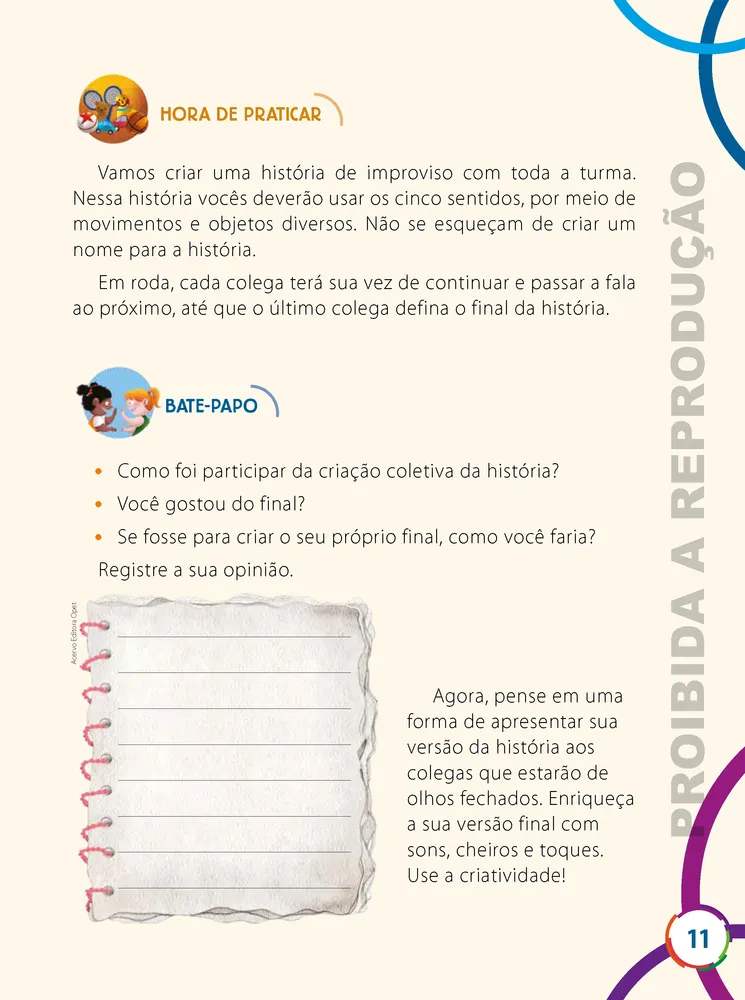 HORA DE PRATICAR
Vamos criar uma história de improviso com toda a turma.
Nessa história vocês deverão usar os cinco sentidos, por meio de
movimentos e objetos diversos. Não se esqueçam de criar um
nome para a história.
Em roda, cada colega terá sua vez de continuar e passar a fala
ao próximo, até que o último colega defina o final da história.
BATE-PAPO
• Como foi participar da criação coletiva da história?
• Você gostou do final?
• Se fosse para criar o seu próprio final, como você faria?
Registre a sua opinião.
Acervo Editora Opet
Agora, pense em uma
forma de apresentar sua
versão da história aos
colegas que estarão de
olhos fechados. Enriqueça
a sua versão final com
sons, cheiros e toques.
Use a criatividade!
PROIBIDA A REPRODUÇÃO
11